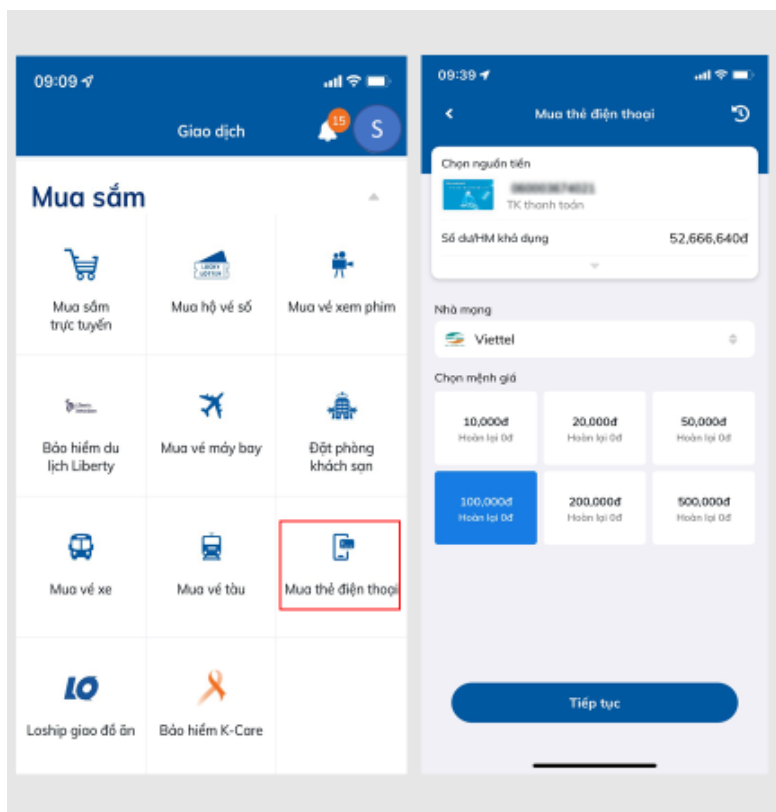 09:09
Giao dịch
15
S
Mua sắm
Mua sắm
trực tuyến
Mua hộ vé số
Mua vé xem phim
Bảo hiểm du
lịch Liberty
Mua vé máy bay
Đặt phòng
khách sạn
Mua vé xe
Mua vé tàu
Mua thẻ điện thoại
LO
Loship giao đồ ăn
Bảo hiểm K-Care
09:39
Mua thẻ điện thoại
Chọn nguồn tiền
TK thanh toán
Số dư/HM khả dụng
52,666,640đ
Nhà mạng
Viettel
Chọn mệnh giá
10,000đ
Hoàn lại 0đ
20,000đ
Hoàn lại 0đ
50,000đ
Hoàn lại 0đ
100,000đ
Hoàn lại 0đ
200,000đ
Hoàn lại 0đ
500,000đ
Hoàn lại 0đ
Tiếp tục